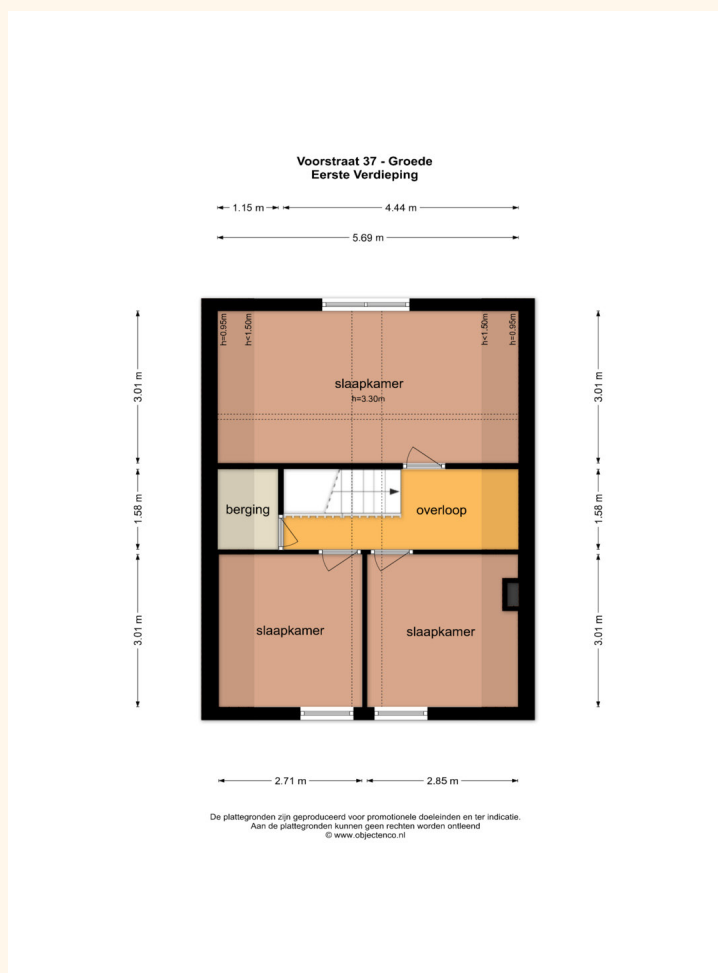 Voorstraat 37 - Groede
Eerste Verdieping
1.15 m
4.44 m
5.69 m
h=0.95m
h<1.50m
h<1.50m
h=0.95m
slaapkamer
h=3.30m
3.01 m
3.01 m
berging
overloop
1.58 m
1.58 m
slaapkamer
slaapkamer
3.01 m
3.01 m
2.71 m
2.85 m
De plattegronden zijn geproduceerd voor promotionele doeleinden en ter indicatie.
Aan de plattegronden kunnen geen rechten worden ontleend
© www.objectenco.nl